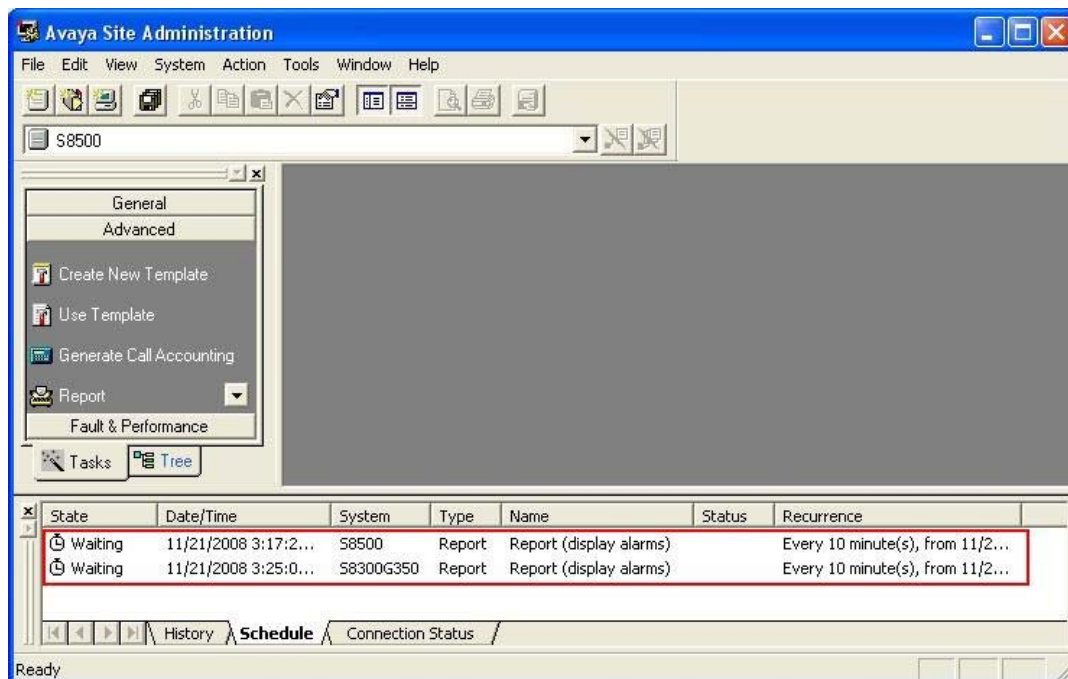 Avaya Site Administration
File Edit View System Action Tools Window Help
S8500
General
Advanced
Create New Template
Use Template
Generate Call Accounting
Report
Fault & Performance
Tasks Tree
State Date/Time System Type Name Status Recurrence
Waiting 11/21/2008 3:17:2... S8500 Report Report (display alarms) Every 10 minute(s), from 11/2...
Waiting 11/21/2008 3:25:0... S8300G350 Report Report (display alarms) Every 10 minute(s), from 11/2...
History Schedule Connection Status
Ready